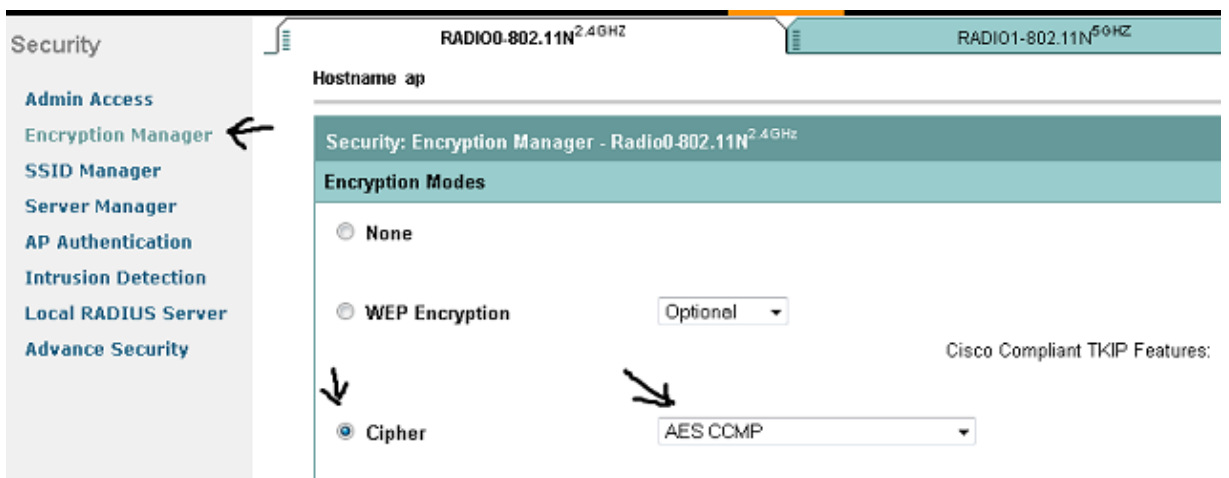 Security
Admin Access
Encryption Manager
SSID Manager
Server Manager
AP Authentication
Intrusion Detection
Local RADIUS Server
Advance Security
RADIO0-802.11N2.4GHZ
RADIO1-802.11N5GHZ
Hostname ap
Security: Encryption Manager - Radio0-802.11N2.4GHz
Encryption Modes
None
WEP Encryption Optional
Cisco Compliant TKIP Features:
Cipher AES CCMP